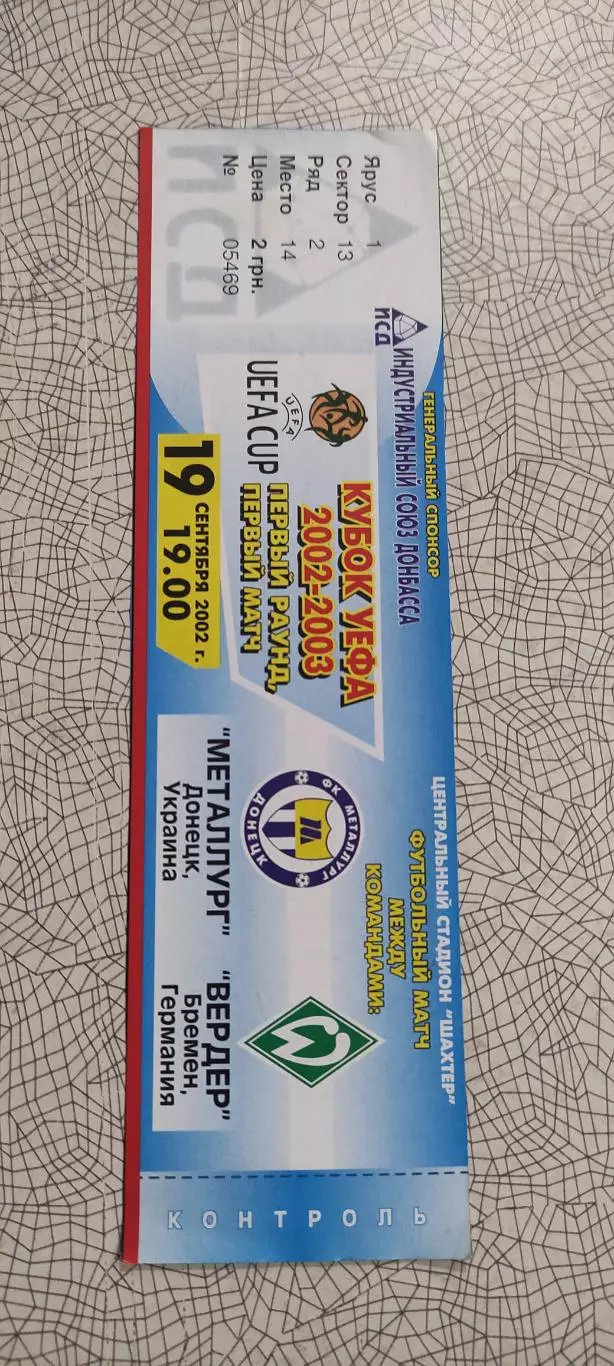 Ярус 1
Сектор 13
Ряд 2
Место 14
Цена 2 грн.
№ 05469
ИСД
ИСД
ГЕНЕРАЛЬНЫЙ СПОНСОР
ИНДУСТРИАЛЬНЫЙ СОЮЗ ДОНБАССА
UEFA
UEFA CUP
КУБОК УЕФА
2002-2003
ПЕРВЫЙ РАУНД,
ПЕРВЫЙ МАТЧ
19 СЕНТЯБРЯ 2002 г.
19.00
ЦЕНТРАЛЬНЫЙ СТАДИОН "ШАХТЕР"
ФУТБОЛЬНЫЙ МАТЧ
МЕЖДУ
КОМАНДАМИ:
ФК МЕТАЛЛУРГ
ДОНЕЦК
М
W
"МЕТАЛЛУРГ"
Донецк,
Украина
"ВЕРДЕР"
Бремен,
Германия
КОНТРОЛЬ